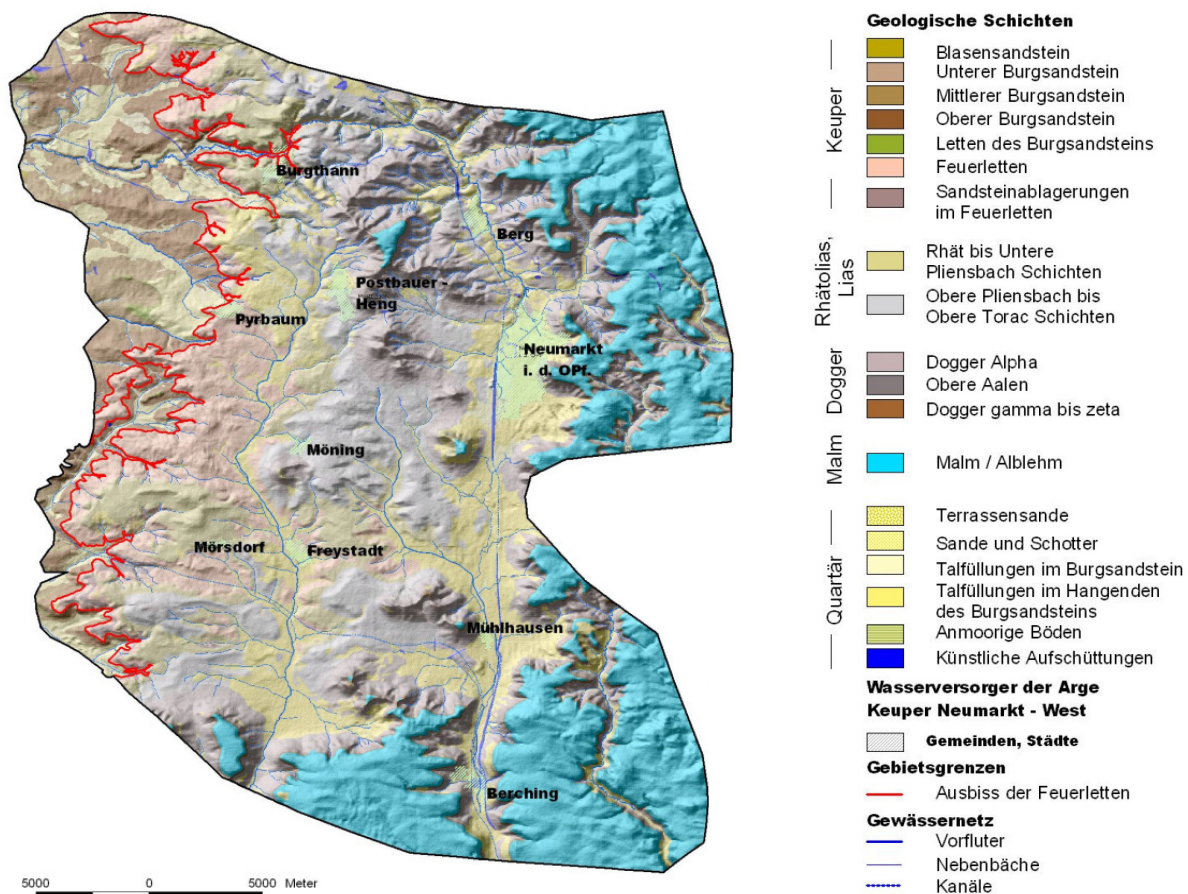 Burgthann
Berg
Postbauer -
Heng
Pyrbaum
Neumarkt
i. d. OPf.
Möning
Mörsdorf
Freystadt
Mühlhausen
Berching
5000 0 5000 Meter
Geologische Schichten
Keuper
Blasensandstein
Unterer Burgsandstein
Mittlerer Burgsandstein
Oberer Burgsandstein
Letten des Burgsandsteins
Feuerletten
Sandsteinablagerungen
im Feuerletten
Rhätolias,
Lias
Rhät bis Untere
Pliensbach Schichten
Obere Pliensbach bis
Obere Torac Schichten
Dogger
Dogger Alpha
Obere Aalen
Dogger gamma bis zeta
Malm
Malm / Alblehm
Quartär
Terrassensande
Sande und Schotter
Talfüllungen im Burgsandstein
Talfüllungen im Hangenden
des Burgsandsteins
Anmoorige Böden
Künstliche Aufschüttungen
Wasserversorger der Arge
Keuper Neumarkt - West
Gemeinden, Städte
Gebietsgrenzen
Ausbiss der Feuerletten
Gewässernetz
Vorfluter
Nebenbäche
Kanäle